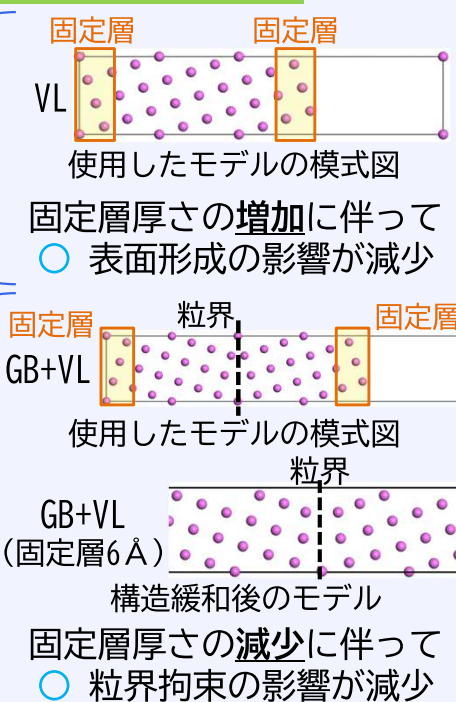 固定層 固定層
VL
使用したモデルの模式図
固定層厚さの増加に伴って
○ 表面形成の影響が減少
固定層 粒界 固定層
GB+VL
使用したモデルの模式図
粒界
GB+VL
(固定層6Å)
構造緩和後のモデル
固定層厚さの減少に伴って
○ 粒界拘束の影響が減少